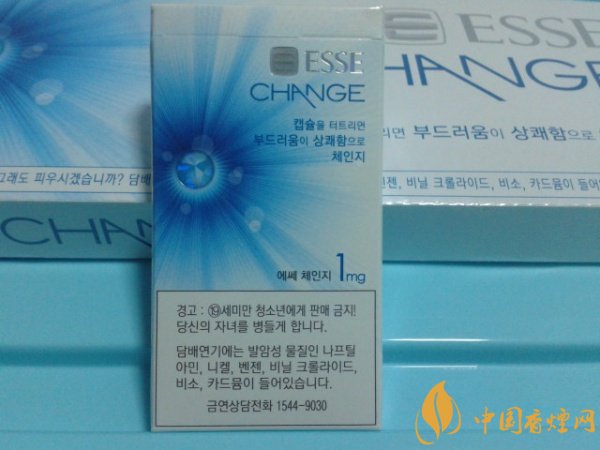 ESSE
CHANGE
캡슐을 터트리면
부드러움이 상쾌함으로
체인지
에쎄 체인지 1mg
경고 : ⑲세미만 청소년에게 판매 금지!
당신의 자녀를 병들게 합니다.
담배연기에는 발암성 물질인 나프틸
아민, 니켈, 벤젠, 비닐 크롤라이드,
비소, 카드뮴이 들어있습니다.
금연상담전화 1544-9030
그래도 피우시겠습니까? 담배
CHAN
ESSE
HANGE
리면 부드러움이 상쾌함으로
벤젠, 비닐 크롤라이드, 비소, 카드뮴이 들어
中国香烟网